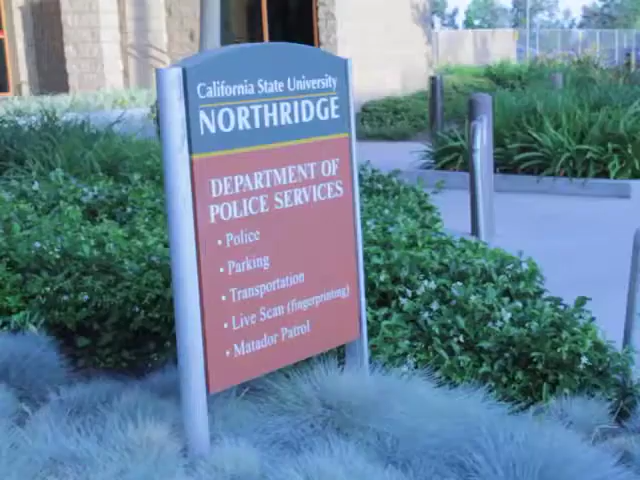 California State University
NORTHRIDGE
DEPARTMENT OF
POLICE SERVICES
• Police
• Parking
• Transportation
• Live Scan (fingerprinting)
• Matador Patrol